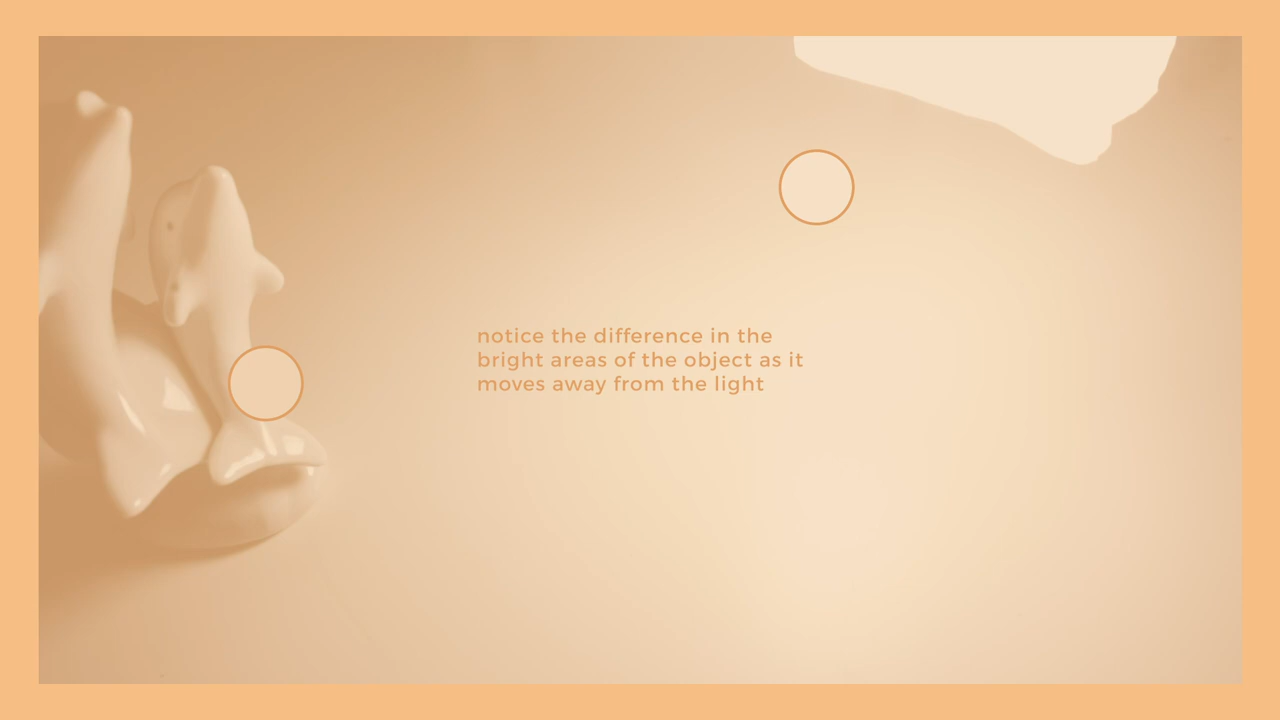 notice the difference in the
bright areas of the object as it
moves away from the light